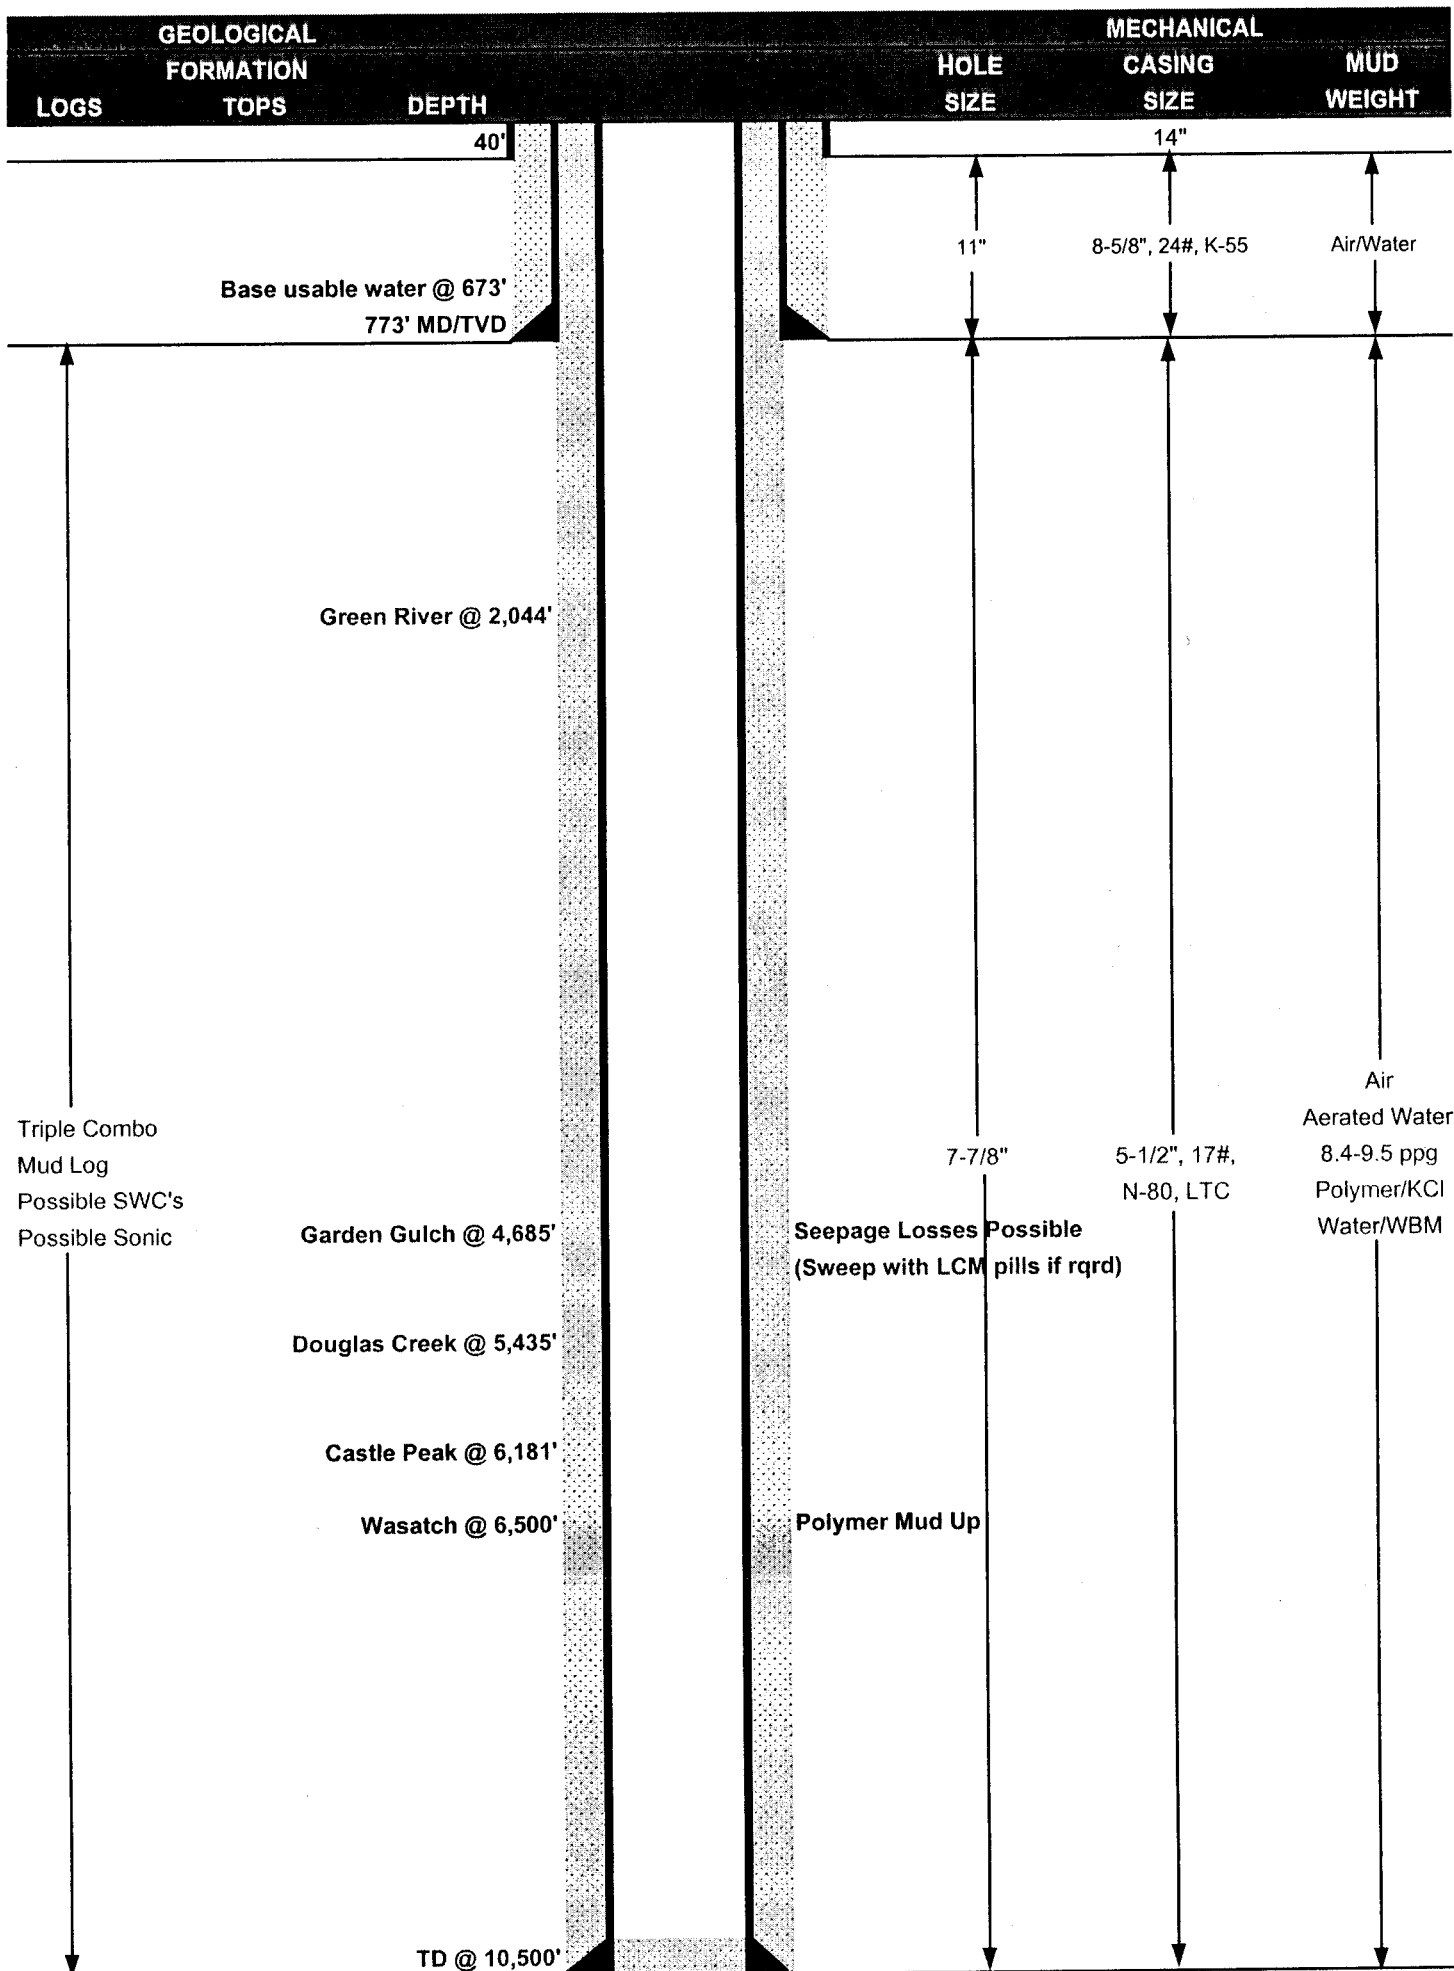 GEOLOGICAL
MECHANICAL
FORMATION
HOLE CASING MUD
LOGS TOPS DEPTH
SIZE SIZE WEIGHT
40'
14"
11" 8-5/8", 24#, K-55 Air/Water
Base usable water @ 673'
773' MD/TVD
Green River @ 2,044'
Triple Combo
Mud Log
Possible SWC's
Possible Sonic
7-7/8"
5-1/2", 17#,
N-80, LTC
Air
Aerated Water
8.4-9.5 ppg
Polymer/KCl
Water/WBM
Garden Gulch @ 4,685'
Seepage Losses Possible
(Sweep with LCM pills if rqrd)
Douglas Creek @ 5,435'
Castle Peak @ 6,181'
Wasatch @ 6,500'
Polymer Mud Up
TD @ 10,500'